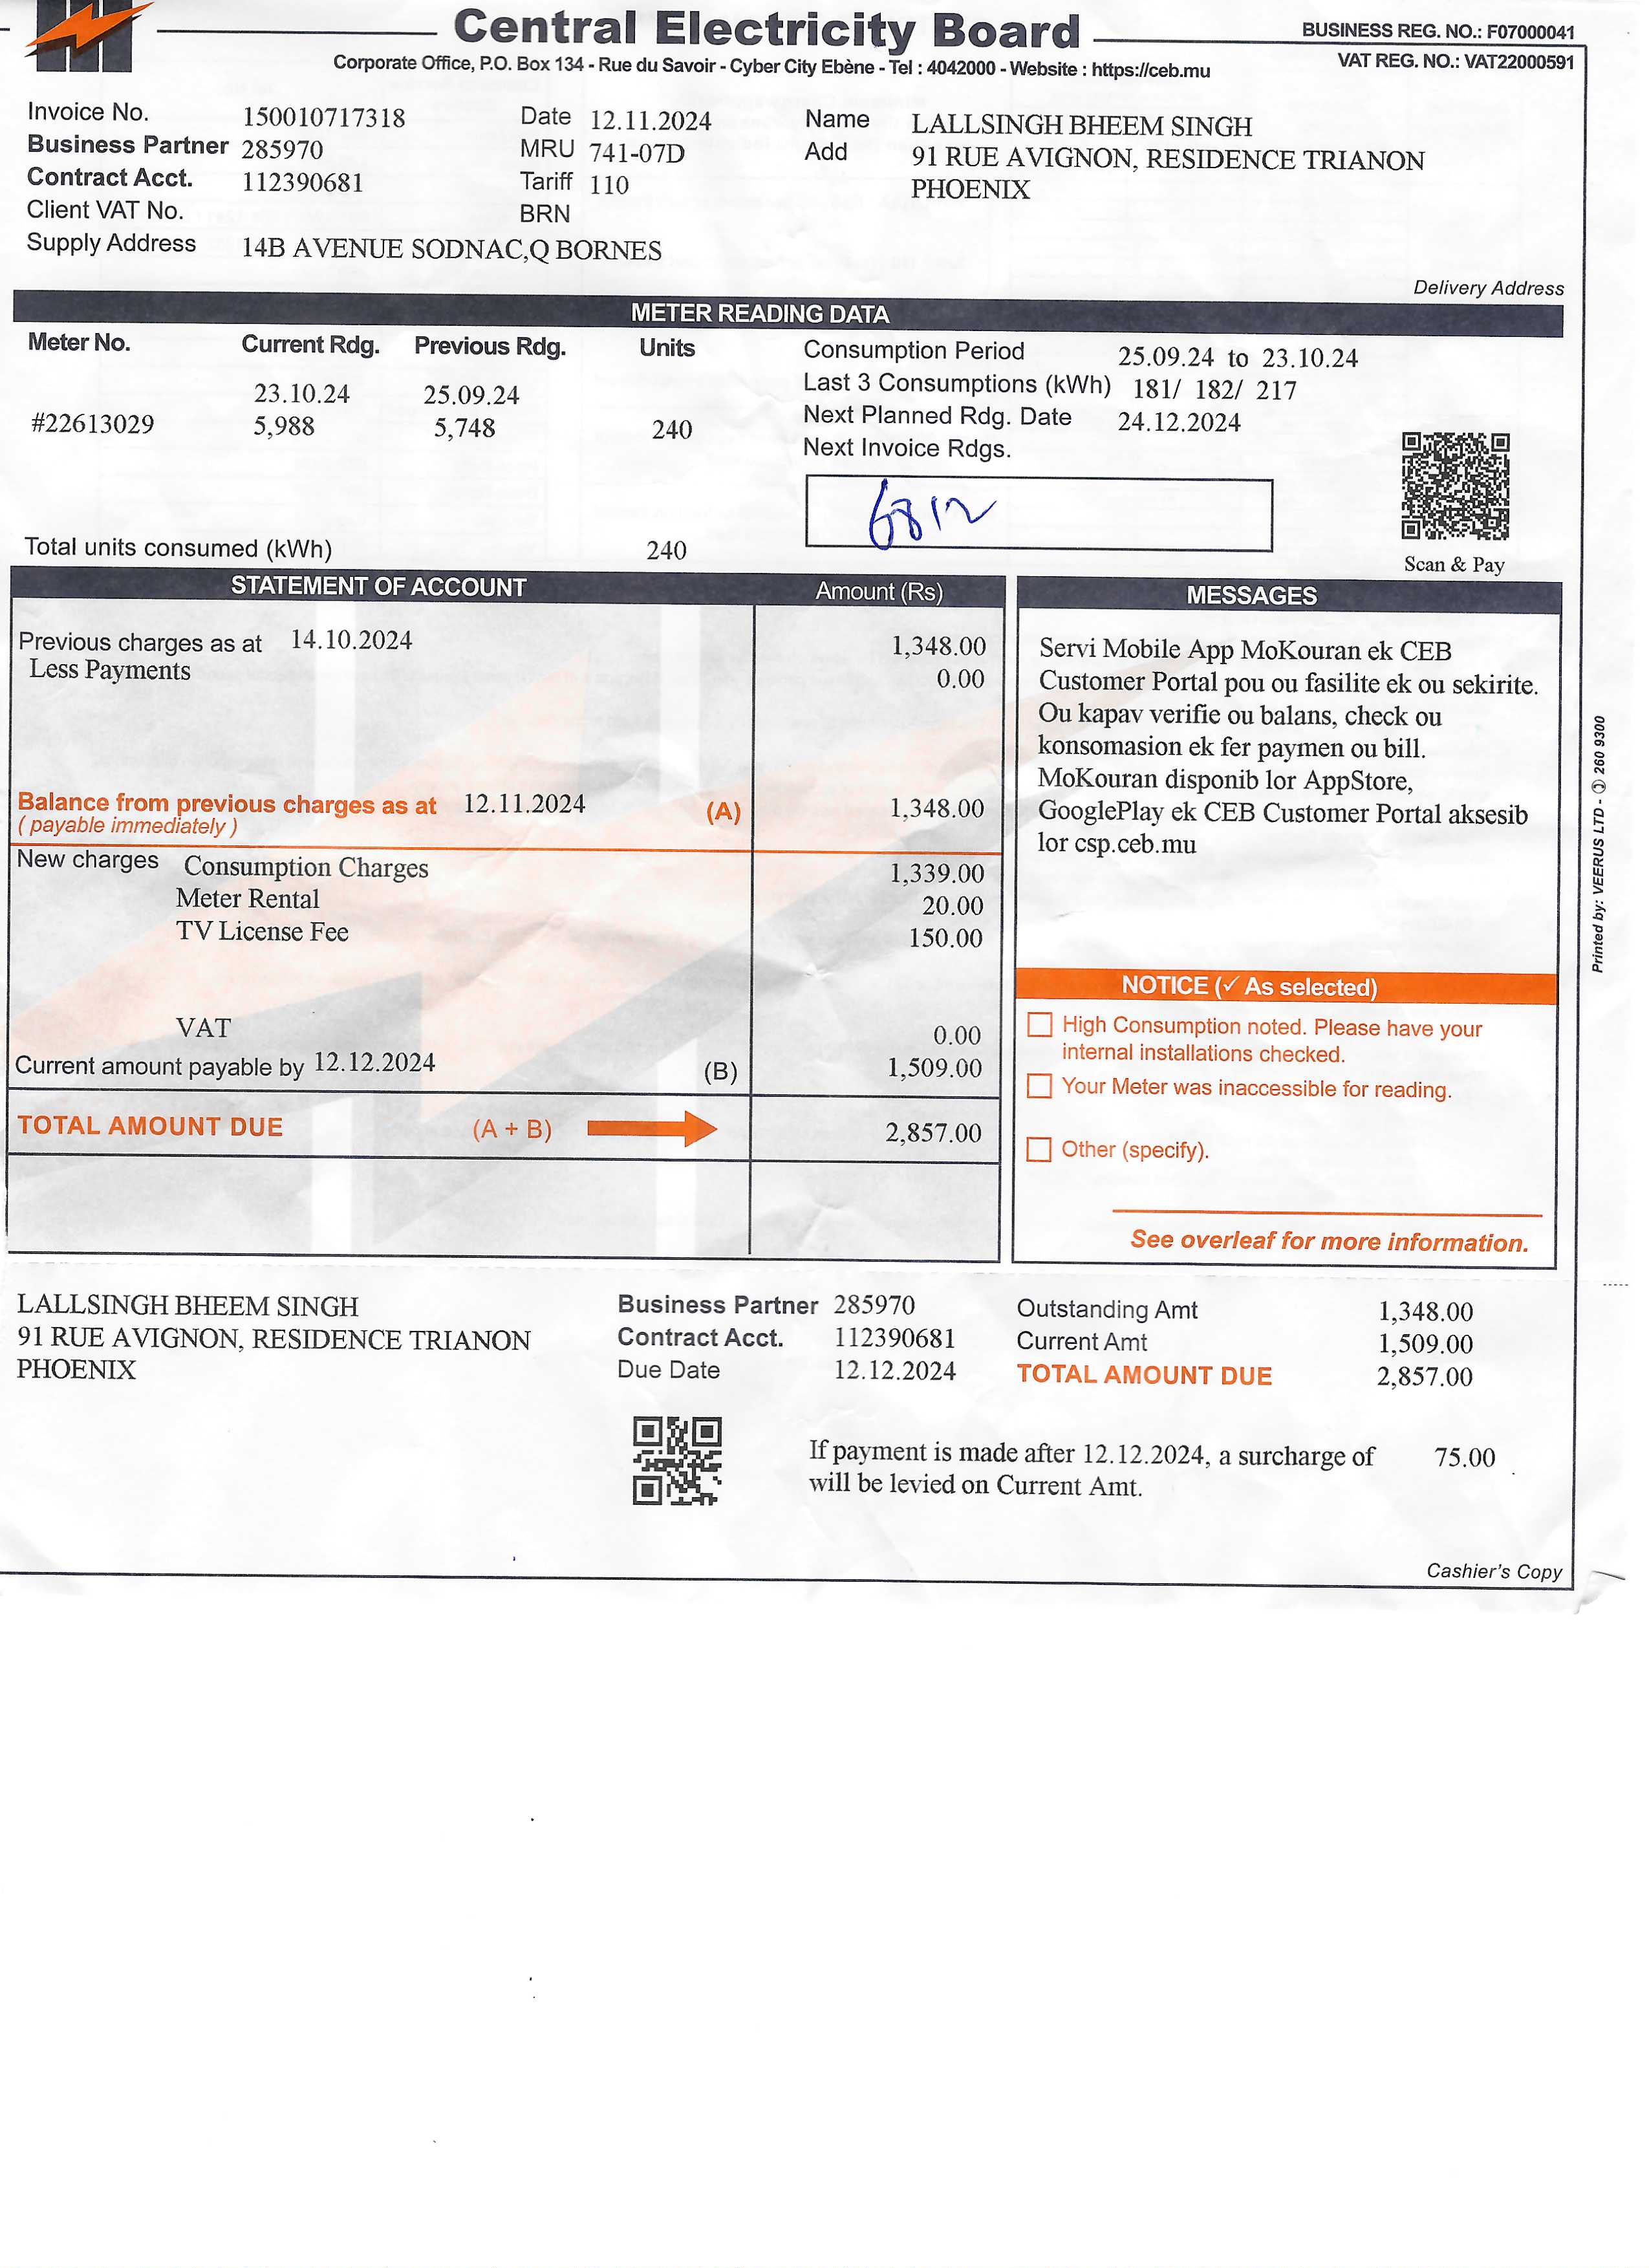 Central Electricity Board
BUSINESS REG. NO.: F07000041
Corporate Office, P.O. Box 134 - Rue du Savoir - Cyber City Ebène - Tel : 4042000 - Website : https://ceb.mu
VAT REG. NO.: VAT22000591
Invoice No. 150010717318 Date 12.11.2024 Name LALLSINGH BHEEM SINGH
Business Partner 285970 MRU 741-07D Add 91 RUE AVIGNON, RESIDENCE TRIANON
Contract Acct. 112390681 Tariff 110 PHOENIX
Client VAT No. BRN
Supply Address 14B AVENUE SODNAC,Q BORNES
Delivery Address
METER READING DATA
Meter No. Current Rdg. Previous Rdg. Units
23.10.24 25.09.24
#22613029 5,988 5,748 240
Total units consumed (kWh) 240
Consumption Period 25.09.24 to 23.10.24
Last 3 Consumptions (kWh) 181/ 182/ 217
Next Planned Rdg. Date 24.12.2024
Next Invoice Rdgs.
6812
Scan & Pay
STATEMENT OF ACCOUNT Amount (Rs)
Previous charges as at 14.10.2024 1,348.00
Less Payments 0.00
Balance from previous charges as at 12.11.2024 (A) 1,348.00
( payable immediately )
New charges Consumption Charges 1,339.00
Meter Rental 20.00
TV License Fee 150.00
VAT 0.00
Current amount payable by 12.12.2024 (B) 1,509.00
TOTAL AMOUNT DUE (A + B) 2,857.00
MESSAGES
Servi Mobile App MoKouran ek CEB
Customer Portal pou ou fasilite ek ou sekirite.
Ou kapav verifie ou balans, check ou
konsomasion ek fer paymen ou bill.
MoKouran disponib lor AppStore,
GooglePlay ek CEB Customer Portal aksesib
lor csp.ceb.mu
NOTICE (✓ As selected)
High Consumption noted. Please have your
internal installations checked.
Your Meter was inaccessible for reading.
Other (specify).
See overleaf for more information.
Printed by: VEERUS LTD - ✆ 260 9300
LALLSINGH BHEEM SINGH
91 RUE AVIGNON, RESIDENCE TRIANON
PHOENIX
Business Partner 285970
Contract Acct. 112390681
Due Date 12.12.2024
Outstanding Amt 1,348.00
Current Amt 1,509.00
TOTAL AMOUNT DUE 2,857.00
If payment is made after 12.12.2024, a surcharge of 75.00
will be levied on Current Amt.
Cashier's Copy